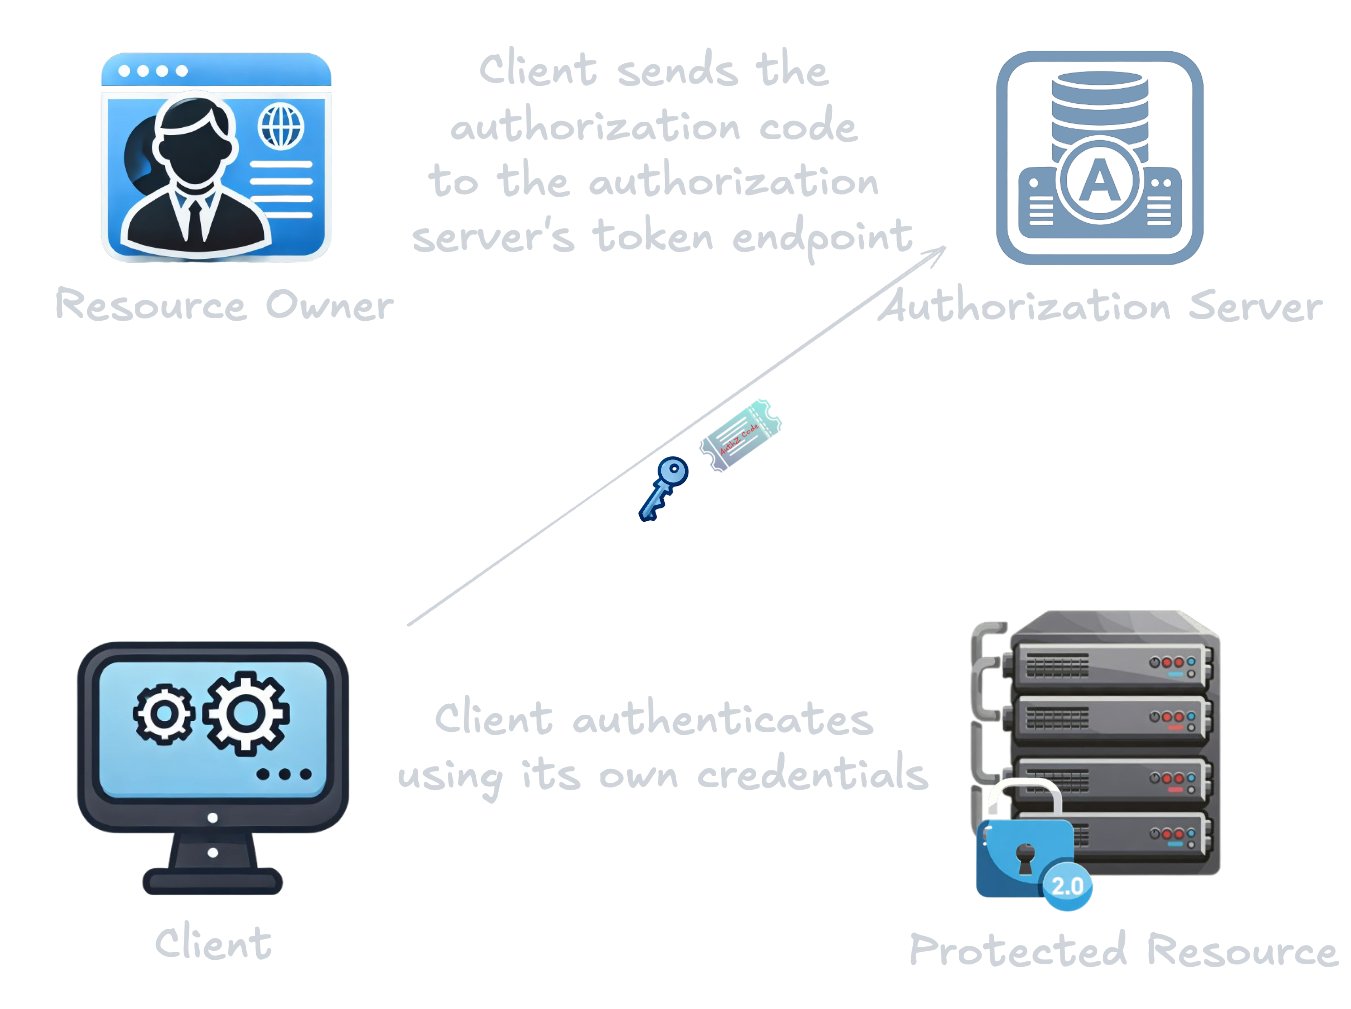 Client sends the
authorization code
to the authorization
server's token endpoint
A
Resource Owner
Authorization Server
AuthZ Code
Client authenticates
using its own credentials
2.0
Client
Protected Resource